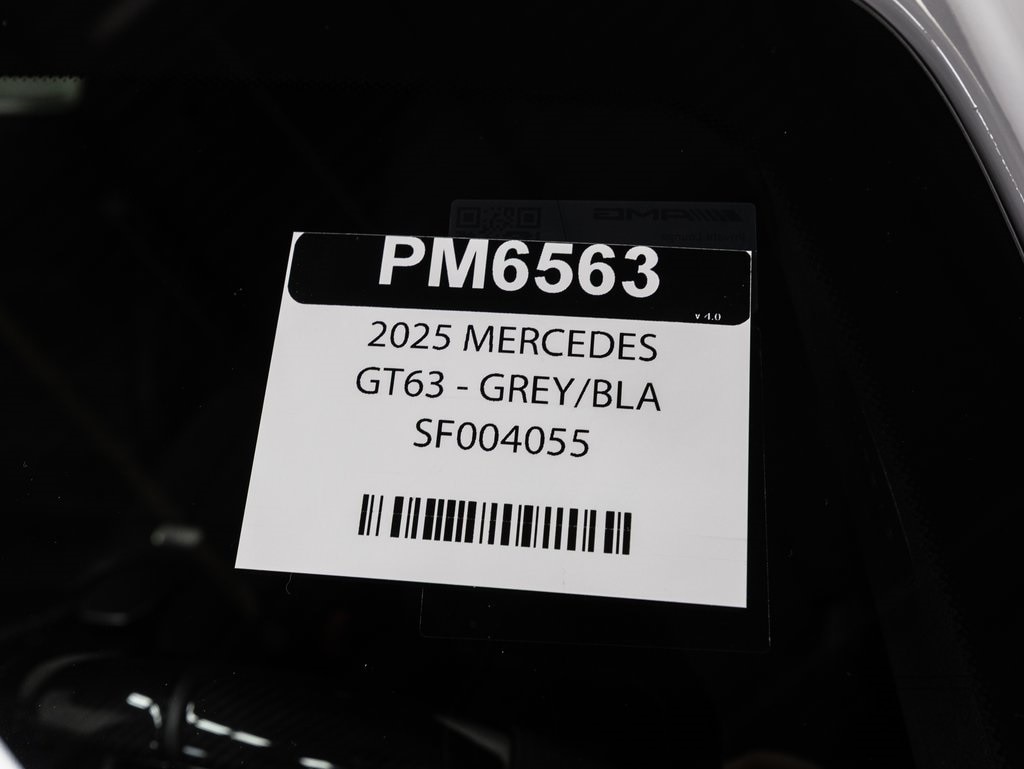 PM6563
v 4.0
2025 MERCEDES
GT63 - GREY/BLA
SF004055